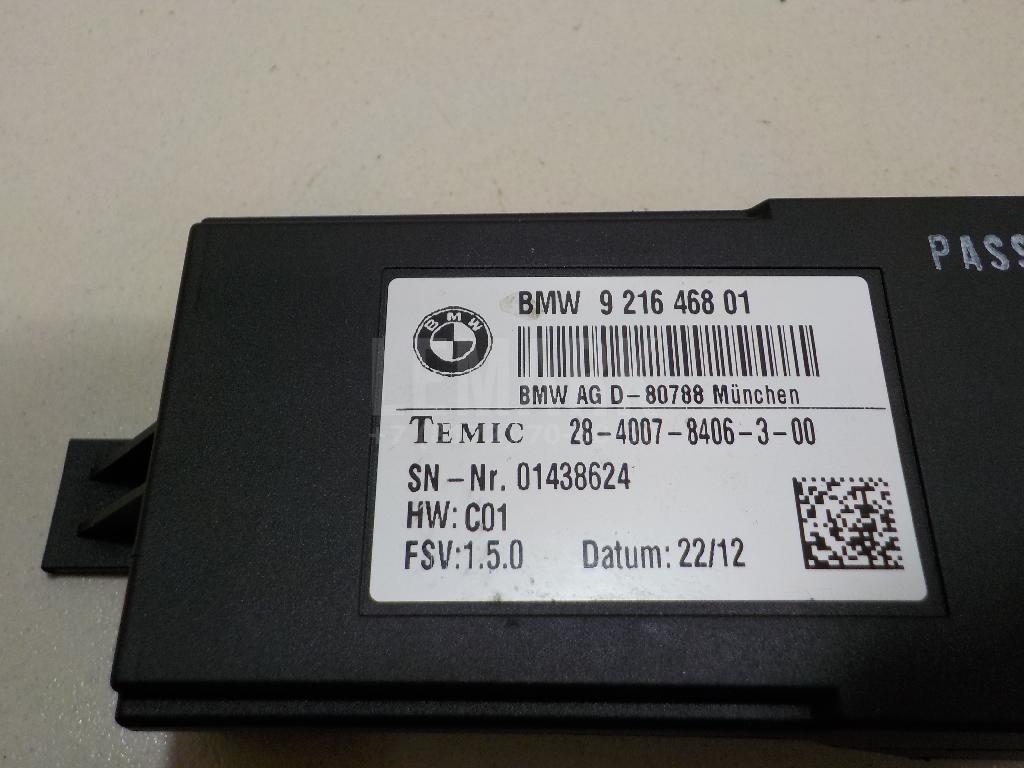 PASS
BMW 9 216 468 01
BMW
BMW AG D-80788 München
TEMIC 28-4007-8406-3-00
SN-Nr. 01438624
HW: C01
FSV:1.5.0 Datum: 22/12